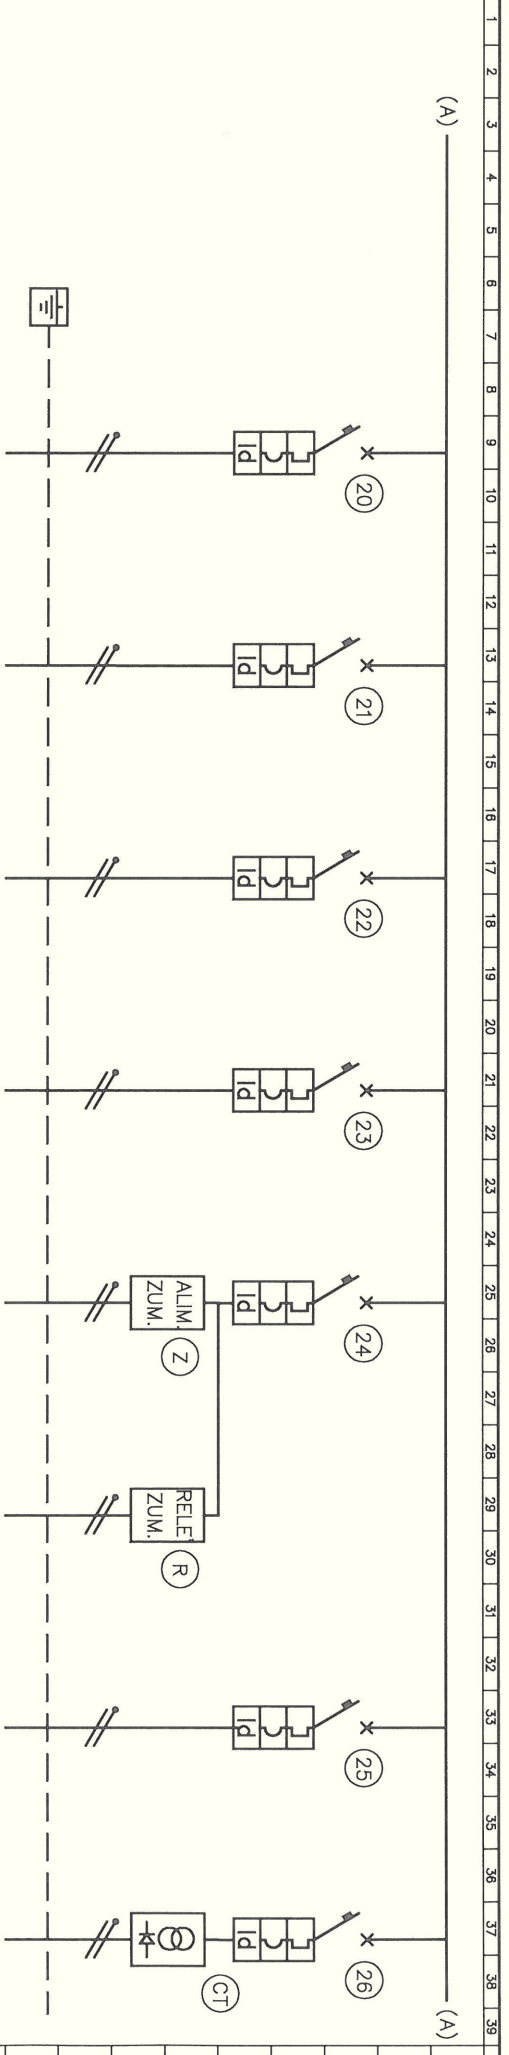 1 2 3 4 5 6 7 8 9 10 11 12 13 14 15 16 17 18 19 20 21 22 23 24 25 26 27 28 29 30 31 32 33 34 35 36 37 38 39
(A) (A)
20 21 22 23 24 25 26
Id Id Id Id Id Id Id
ALIM.
ZUM.
Z
RELE'
ZUM.
R
CT